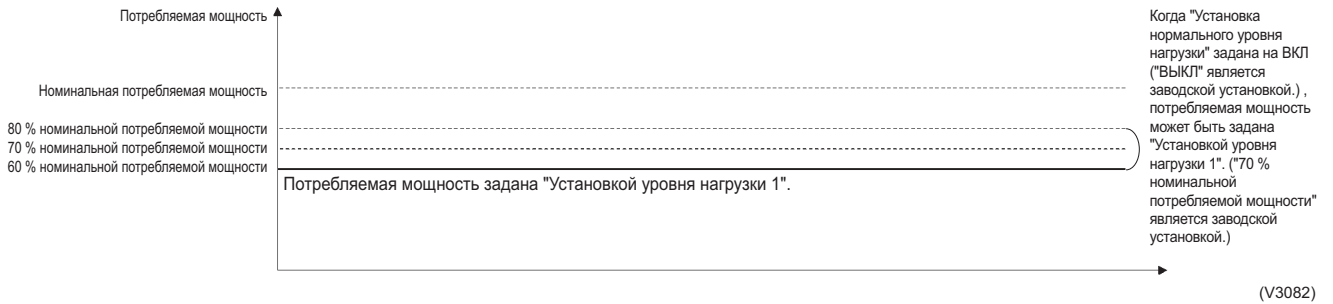 Потребляемая мощность
Номинальная потребляемая мощность
80 % номинальной потребляемой мощности
70 % номинальной потребляемой мощности
60 % номинальной потребляемой мощности
Потребляемая мощность задана "Установкой уровня нагрузки 1".
Когда "Установка
нормального уровня
нагрузки" задана на ВКЛ
("ВЫКЛ" является
заводской установкой.) ,
потребляемая мощность
может быть задана
"Установкой уровня
нагрузки 1". ("70 %
номинальной
потребляемой мощности"
является заводской
установкой.)
(V3082)